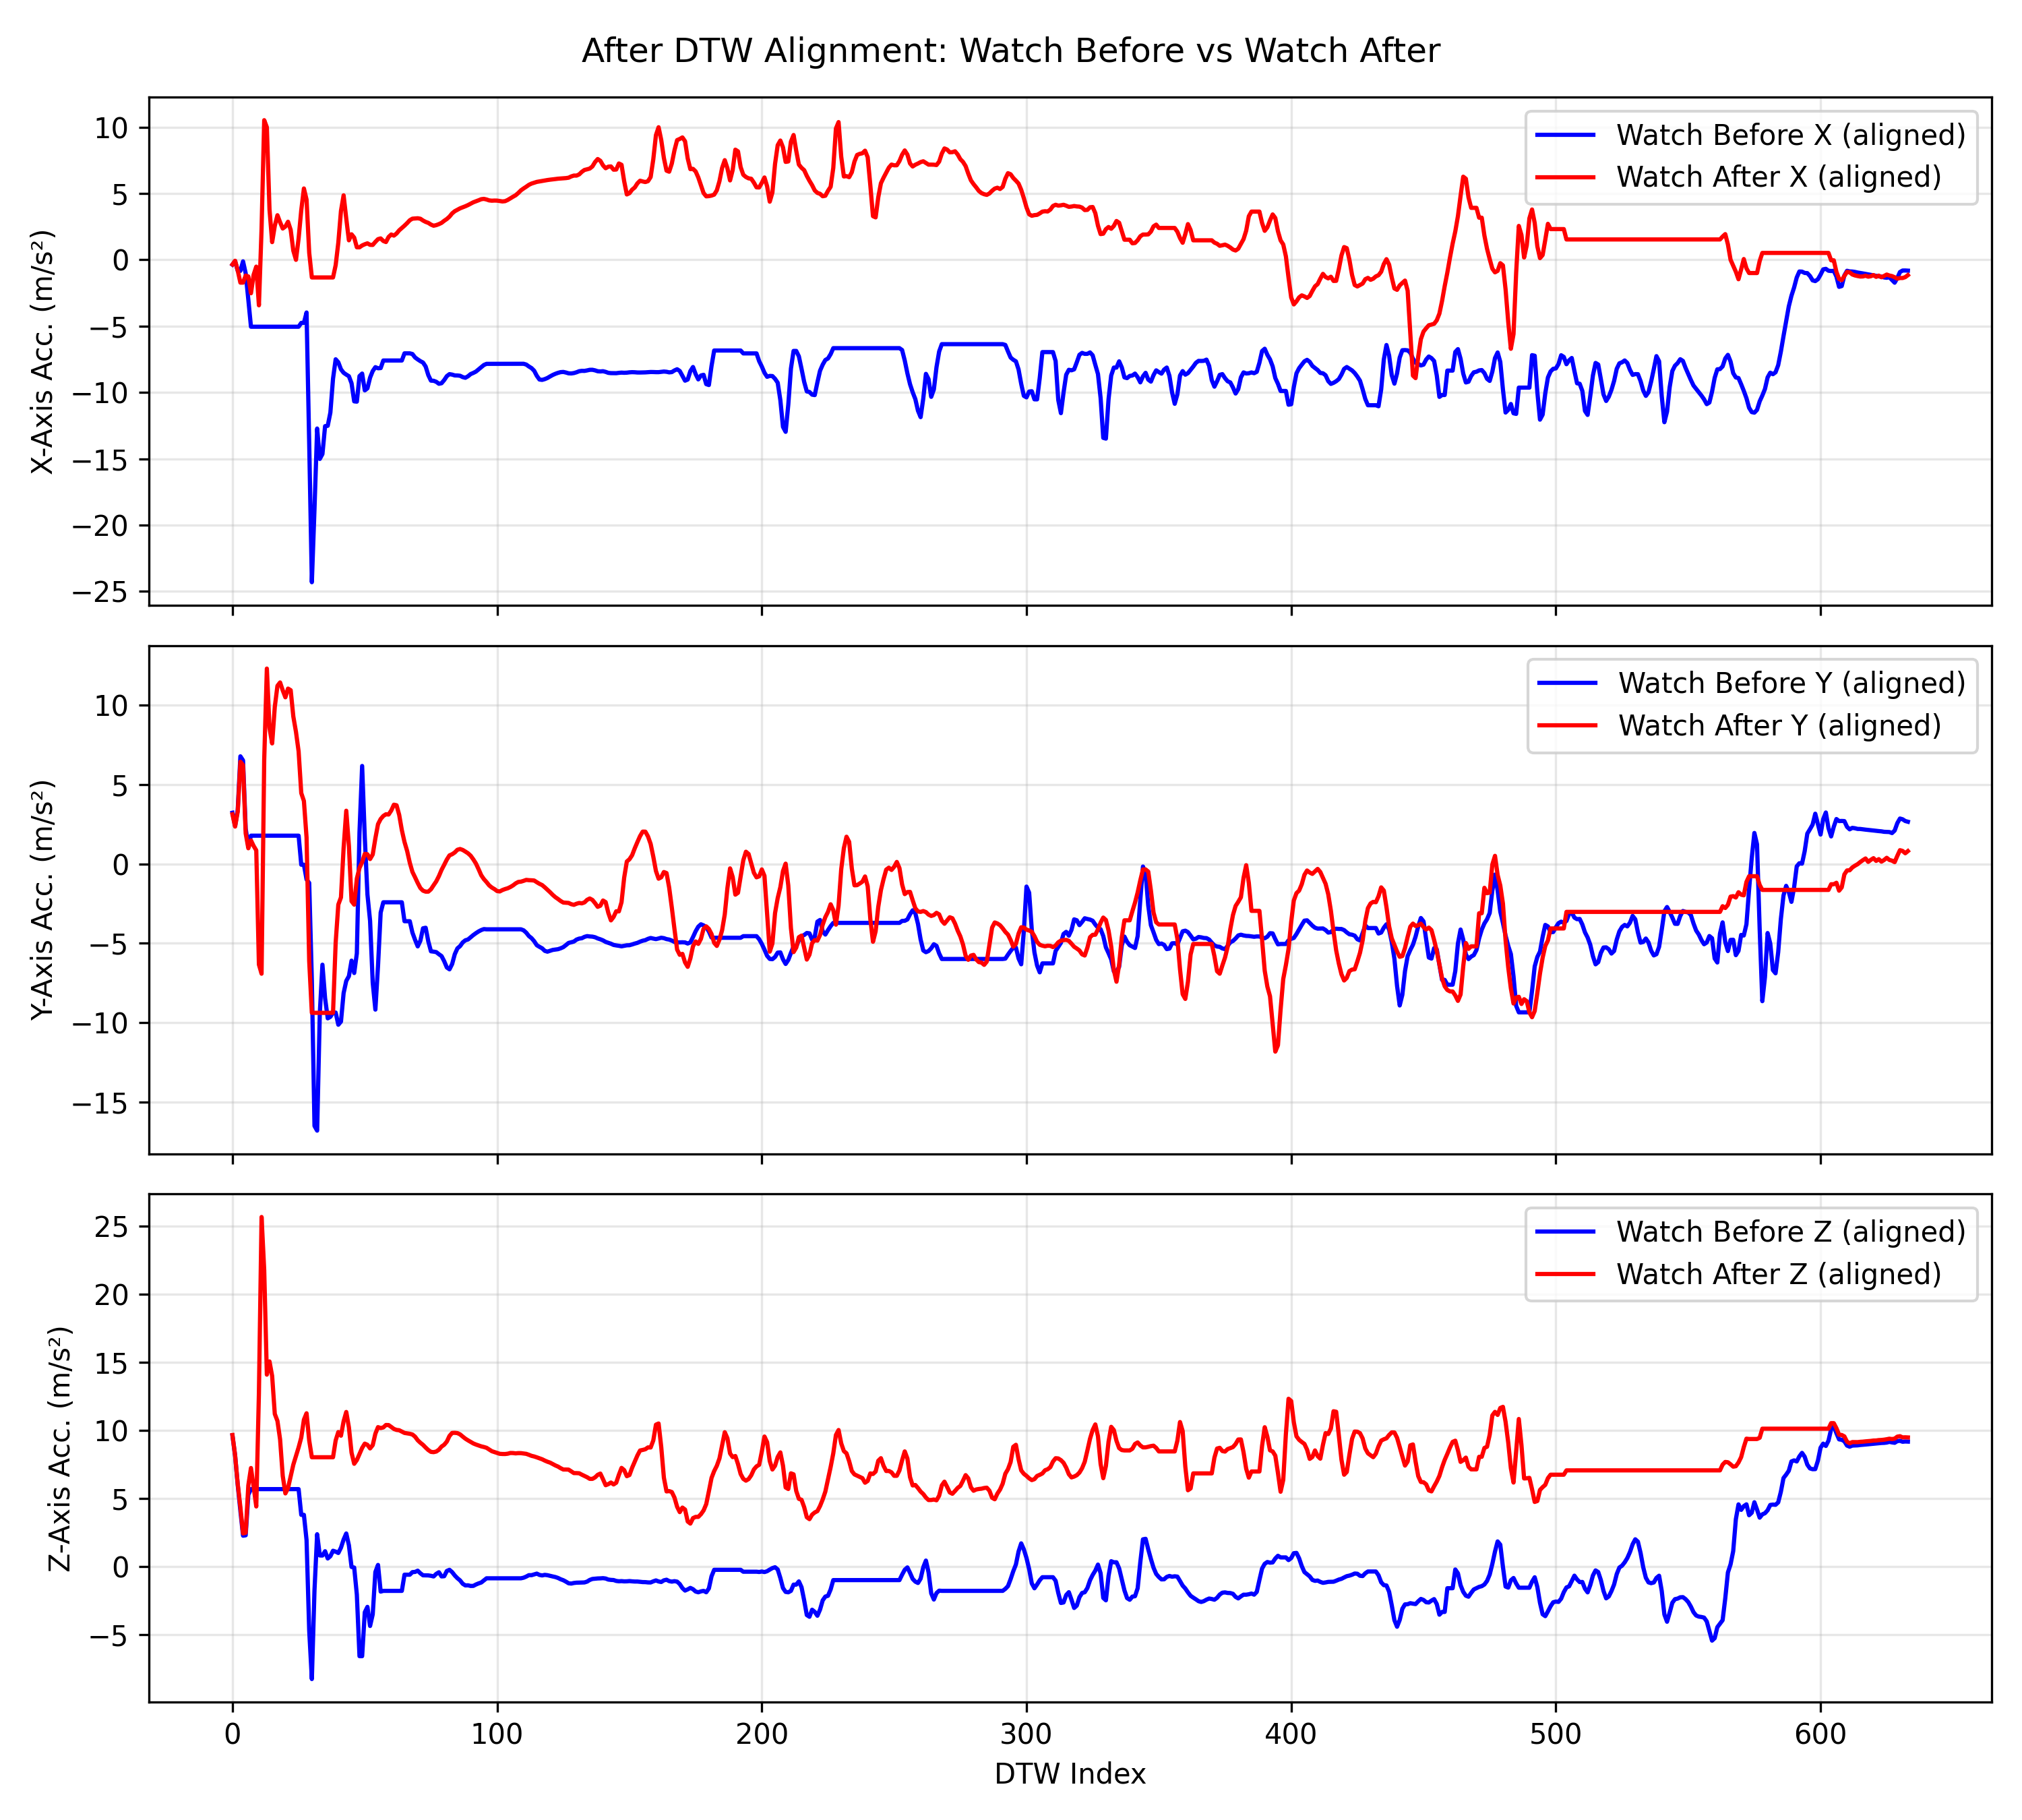 After DTW Alignment: Watch Before vs Watch After
X-Axis Acc. (m/s²)
10
5
0
−5
−10
−15
−20
−25
Watch Before X (aligned)
Watch After X (aligned)
Y-Axis Acc. (m/s²)
10
5
0
−5
−10
−15
Watch Before Y (aligned)
Watch After Y (aligned)
Z-Axis Acc. (m/s²)
25
20
15
10
5
0
−5
Watch Before Z (aligned)
Watch After Z (aligned)
0 100 200 300 400 500 600
DTW Index